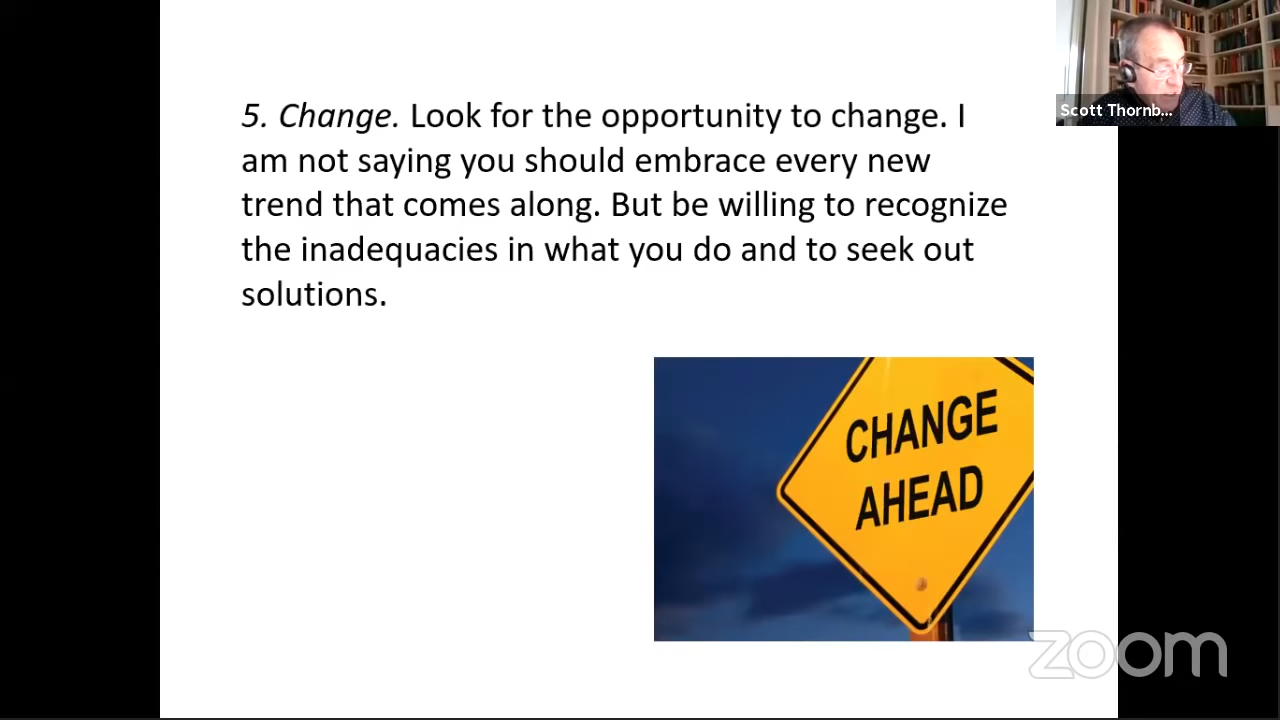 5. Change. Look for the opportunity to change. I
am not saying you should embrace every new
trend that comes along. But be willing to recognize
the inadequacies in what you do and to seek out
solutions.
Scott Thornb...
CHANGE
AHEAD
zoom